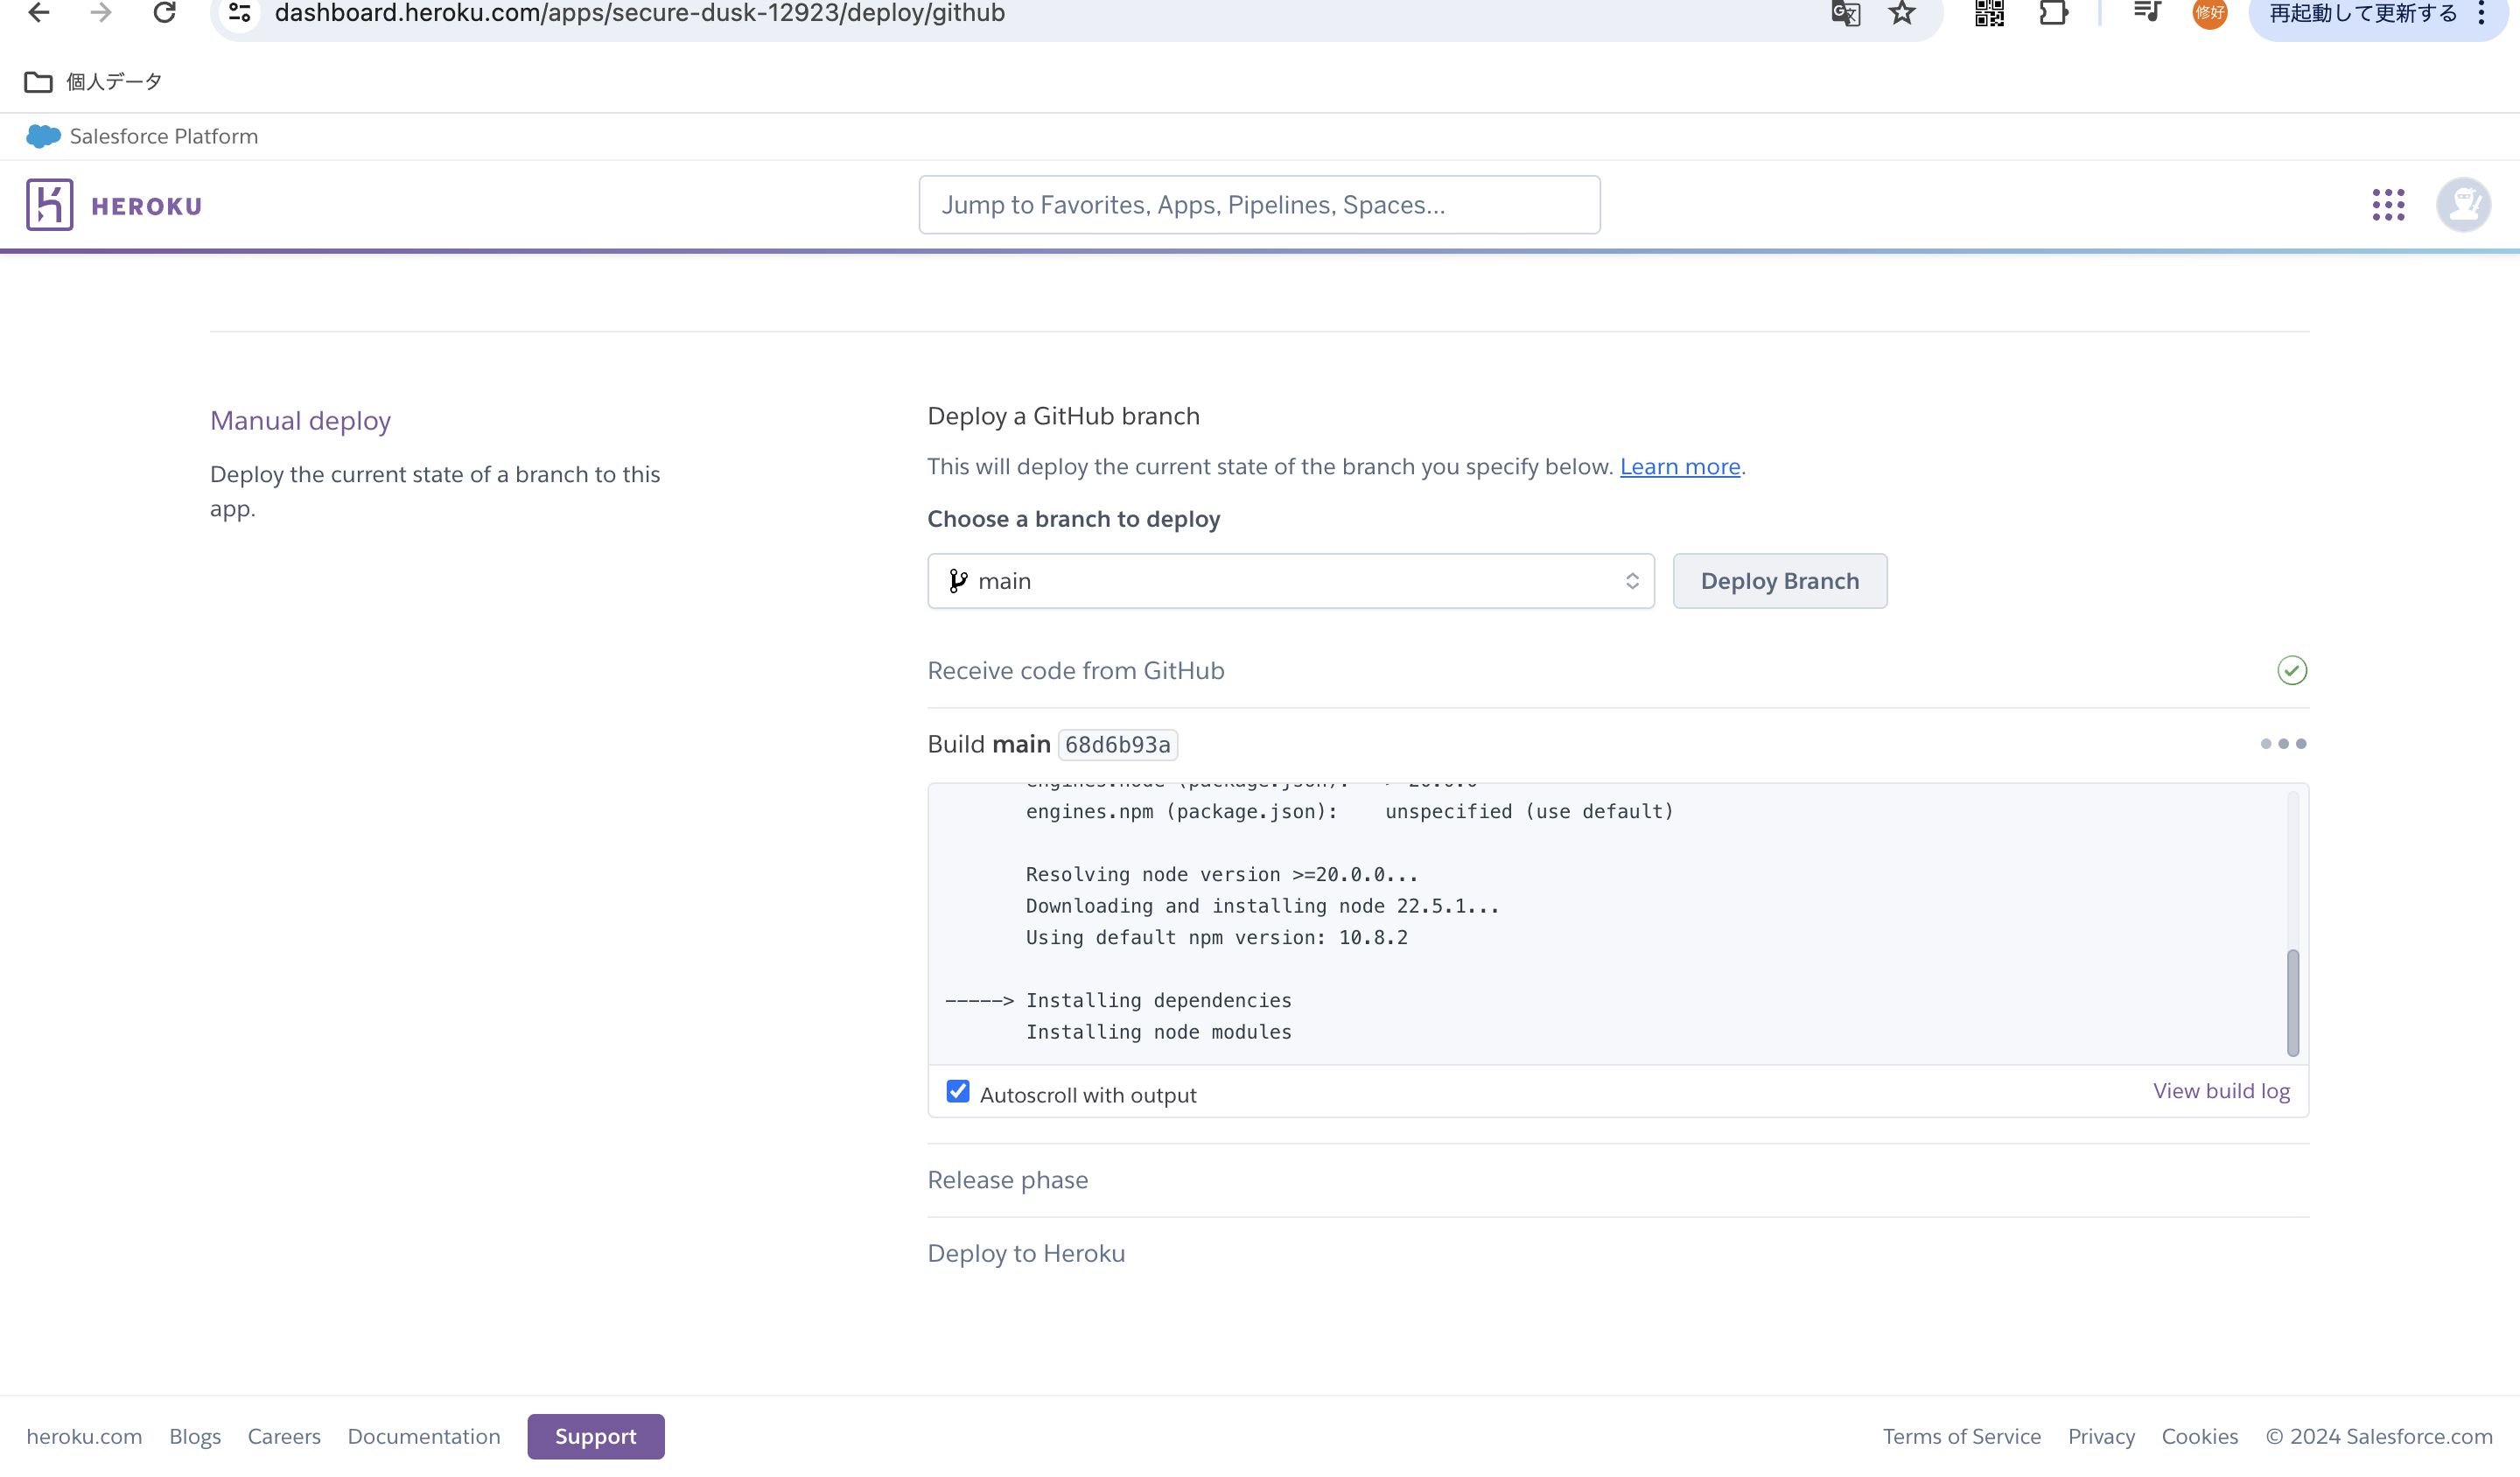 dashboard.heroku.com/apps/secure-dusk-12923/deploy/github
修好
再起動して更新する
個人データ
Salesforce Platform
HEROKU
Jump to Favorites, Apps, Pipelines, Spaces...
Manual deploy
Deploy the current state of a branch to this
app.
Deploy a GitHub branch
This will deploy the current state of the branch you specify below. Learn more.
Choose a branch to deploy
main
Deploy Branch
Receive code from GitHub
Build main 68d6b93a
engines.node (package.json):
engines.npm (package.json):    unspecified (use default)
Resolving node version >=20.0.0...
Downloading and installing node 22.5.1...
Using default npm version: 10.8.2
-----> Installing dependencies
Installing node modules
Autoscroll with output
View build log
Release phase
Deploy to Heroku
heroku.com Blogs Careers Documentation Support
Terms of Service Privacy Cookies © 2024 Salesforce.com